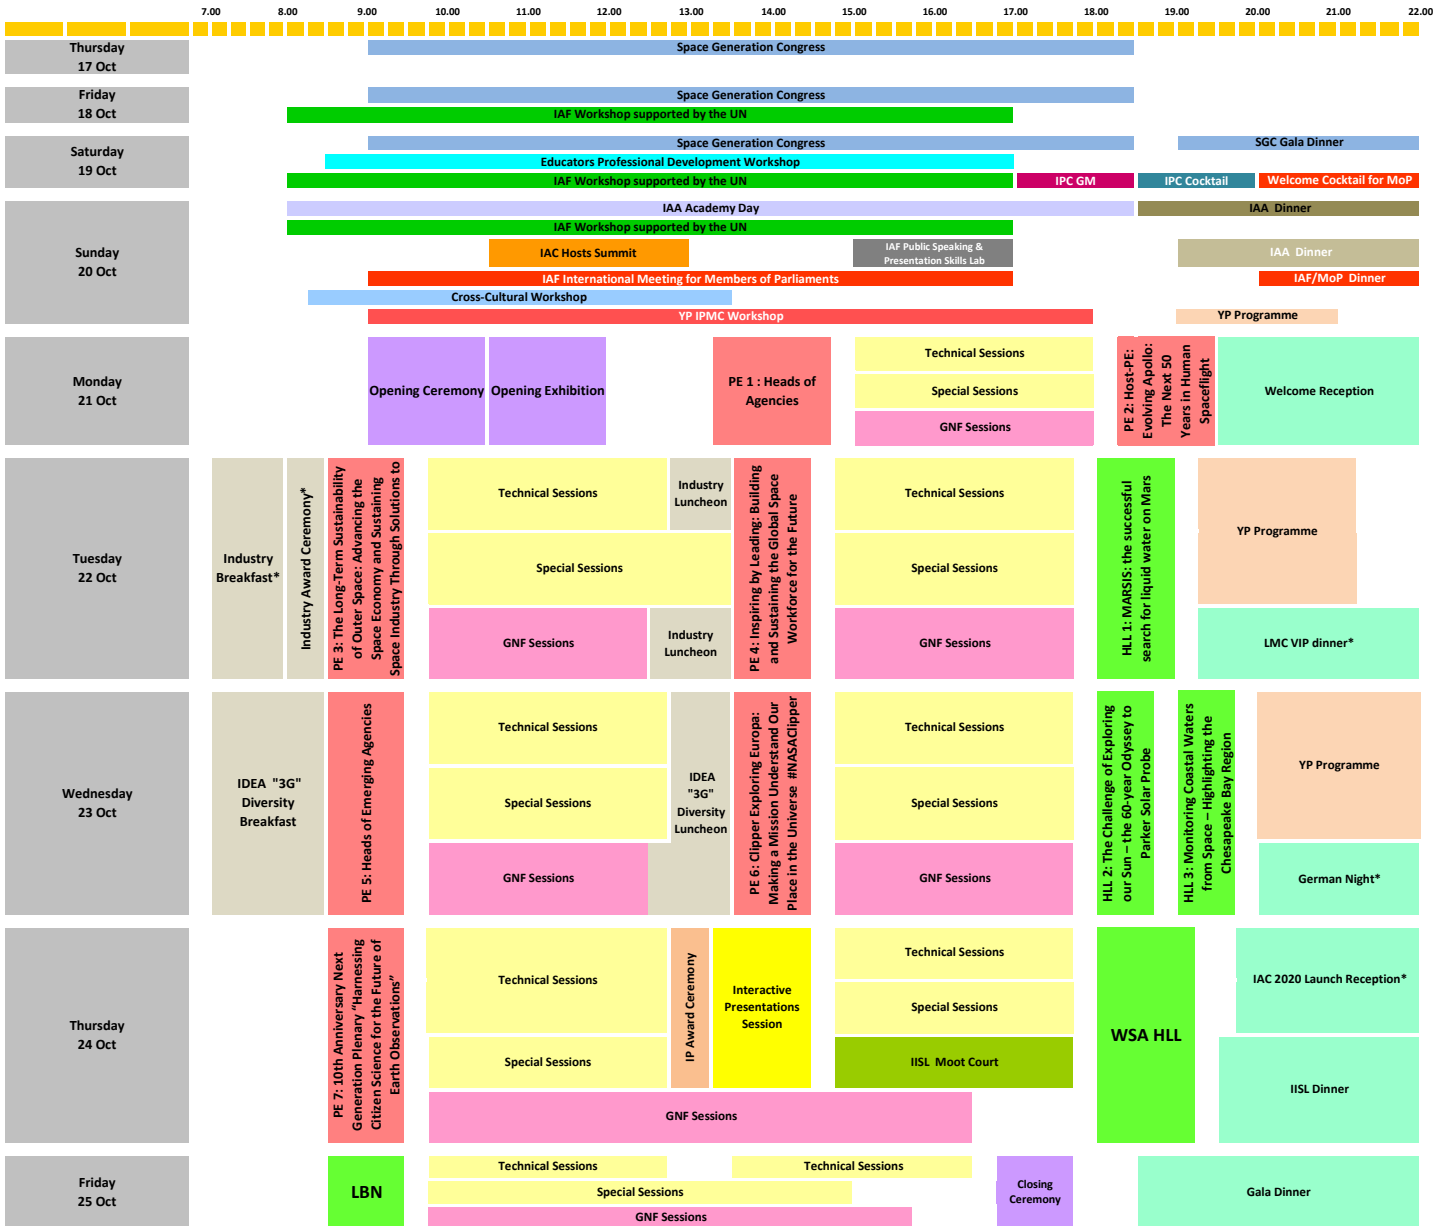 7.00 8.00 9.00 10.00 11.00 12.00 13.00 14.00 15.00 16.00 17.00 18.00 19.00 20.00 21.00 22.00
Thursday
17 Oct
Space Generation Congress
Friday
18 Oct
Space Generation Congress
IAF Workshop supported by the UN
Saturday
19 Oct
Space Generation Congress
SGC Gala Dinner
Educators Professional Development Workshop
IAF Workshop supported by the UN
IPC GM
IPC Cocktail
Welcome Cocktail for MoP
Sunday
20 Oct
IAA Academy Day
IAA Dinner
IAF Workshop supported by the UN
IAC Hosts Summit
IAF Public Speaking &
Presentation Skills Lab
IAA Dinner
IAF International Meeting for Members of Parliaments
IAF/MoP Dinner
Cross-Cultural Workshop
YP IPMC Workshop
YP Programme
Monday
21 Oct
Opening Ceremony
Opening Exhibition
PE 1 : Heads of
Agencies
Technical Sessions
Special Sessions
GNF Sessions
PE 2: Host-PE:
Evolving Apollo:
The Next 50
Years in Human
Spaceflight
Welcome Reception
Tuesday
22 Oct
Industry
Breakfast*
Industry Award Ceremony*
PE 3: The Long-Term Sustainability
of Outer Space: Advancing the
Space Economy and Sustaining
Space Industry Through Solutions to
Technical Sessions
Special Sessions
GNF Sessions
Industry
Luncheon
Industry
Luncheon
PE 4: Inspiring by Leading: Building
and Sustaining the Global Space
Workforce for the Future
Technical Sessions
Special Sessions
GNF Sessions
HLL 1: MARSIS: the successful
search for liquid water on Mars
YP Programme
LMC VIP dinner*
Wednesday
23 Oct
IDEA "3G"
Diversity
Breakfast
PE 5: Heads of Emerging Agencies
Technical Sessions
Special Sessions
GNF Sessions
IDEA
"3G"
Diversity
Luncheon
PE 6: Clipper Exploring Europa:
Making a Mission Understand Our
Place in the Universe #NASAClipper
Technical Sessions
Special Sessions
GNF Sessions
HLL 2: The Challenge of Exploring
our Sun – the 60-year Odyssey to
Parker Solar Probe
HLL 3: Monitoring Coastal Waters
from Space – Highlighting the
Chesapeake Bay Region
YP Programme
German Night*
Thursday
24 Oct
PE 7: 10th Anniversary Next
Generation Plenary "Harnessing
Citizen Science for the Future of
Earth Observations"
Technical Sessions
Special Sessions
GNF Sessions
IP Award Ceremony
Interactive
Presentations
Session
Technical Sessions
Special Sessions
IISL Moot Court
WSA HLL
IAC 2020 Launch Reception*
IISL Dinner
Friday
25 Oct
LBN
Technical Sessions
Technical Sessions
Special Sessions
GNF Sessions
Closing
Ceremony
Gala Dinner